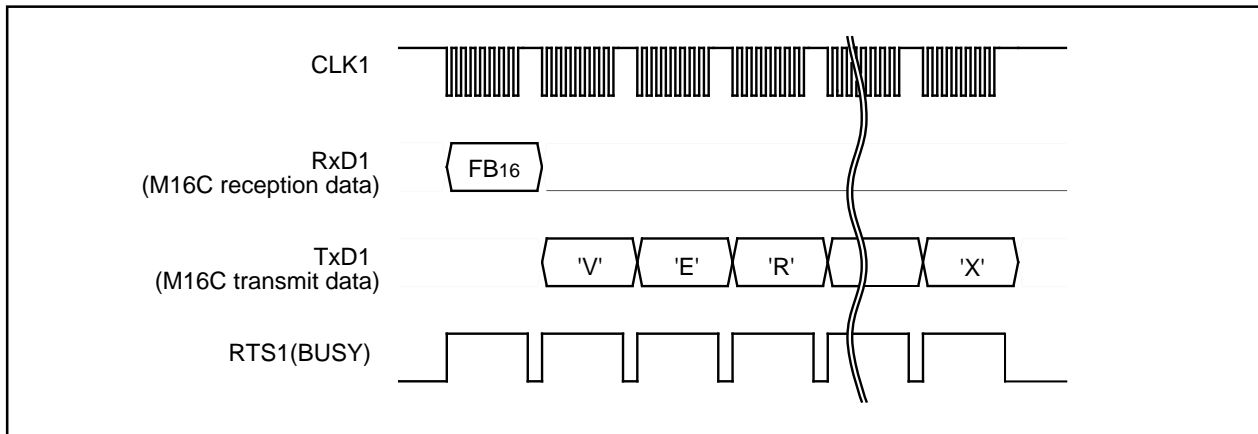 CLK1
RxD1
(M16C reception data)
FB16
TxD1
(M16C transmit data)
'V' 'E' 'R' 'X'
RTS1(BUSY)